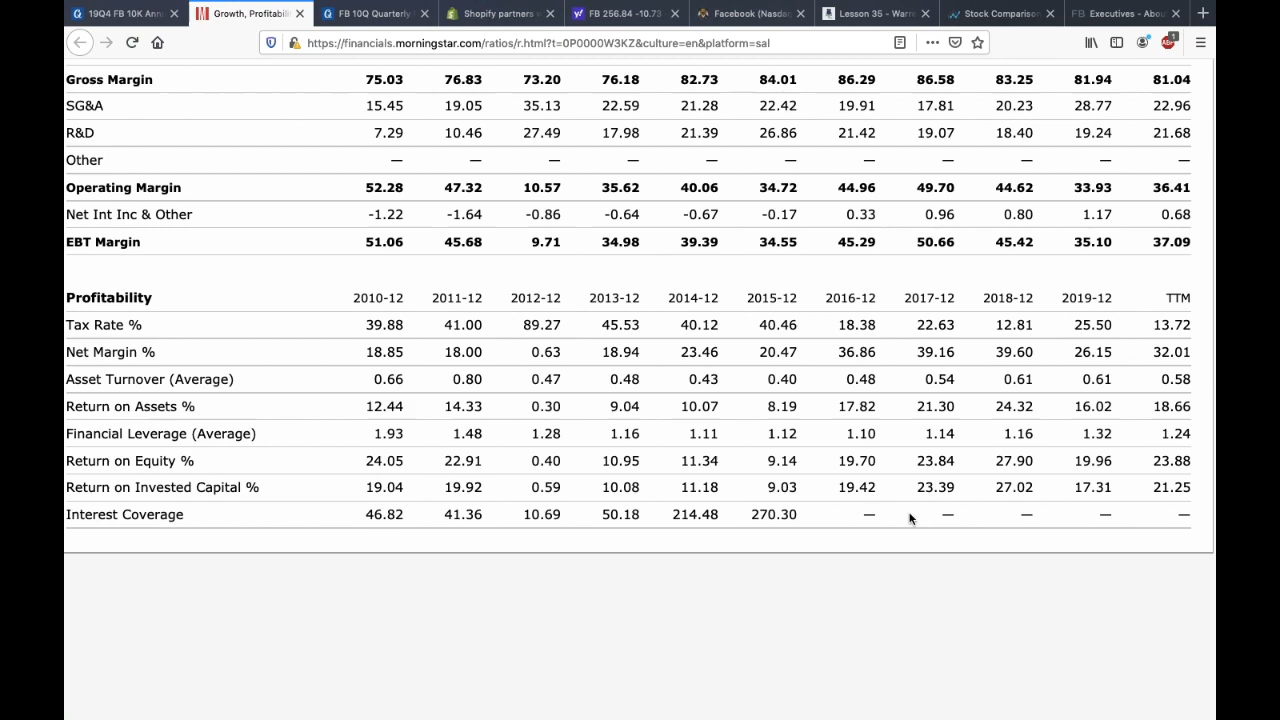 19Q4 FB 10K Ann
Growth, Profitabili
FB 10Q Quarterly
Shopify partners
FB 256.84 -10.73
Facebook (Nasda
Lesson 35 - Warre
Stock Comparison
FB Executives - Abou
https://financials.morningstar.com/ratios/r.html?t=0P0000W3KZ&culture=en&platform=sal
Gross Margin 75.03 76.83 73.20 76.18 82.73 84.01 86.29 86.58 83.25 81.94 81.04
SG&A 15.45 19.05 35.13 22.59 21.28 22.42 19.91 17.81 20.23 28.77 22.96
R&D 7.29 10.46 27.49 17.98 21.39 26.86 21.42 19.07 18.40 19.24 21.68
Other — — — — — — — — — — —
Operating Margin 52.28 47.32 10.57 35.62 40.06 34.72 44.96 49.70 44.62 33.93 36.41
Net Int Inc & Other -1.22 -1.64 -0.86 -0.64 -0.67 -0.17 0.33 0.96 0.80 1.17 0.68
EBT Margin 51.06 45.68 9.71 34.98 39.39 34.55 45.29 50.66 45.42 35.10 37.09
Profitability 2010-12 2011-12 2012-12 2013-12 2014-12 2015-12 2016-12 2017-12 2018-12 2019-12 TTM
Tax Rate % 39.88 41.00 89.27 45.53 40.12 40.46 18.38 22.63 12.81 25.50 13.72
Net Margin % 18.85 18.00 0.63 18.94 23.46 20.47 36.86 39.16 39.60 26.15 32.01
Asset Turnover (Average) 0.66 0.80 0.47 0.48 0.43 0.40 0.48 0.54 0.61 0.61 0.58
Return on Assets % 12.44 14.33 0.30 9.04 10.07 8.19 17.82 21.30 24.32 16.02 18.66
Financial Leverage (Average) 1.93 1.48 1.28 1.16 1.11 1.12 1.10 1.14 1.16 1.32 1.24
Return on Equity % 24.05 22.91 0.40 10.95 11.34 9.14 19.70 23.84 27.90 19.96 23.88
Return on Invested Capital % 19.04 19.92 0.59 10.08 11.18 9.03 19.42 23.39 27.02 17.31 21.25
Interest Coverage 46.82 41.36 10.69 50.18 214.48 270.30 — — — — —